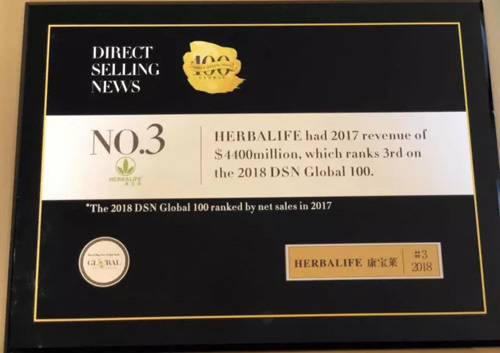 DIRECT
SELLING
NEWS
100
NO.3
HERBALIFE
HERBALIFE had 2017 revenue of
$4400million, which ranks 3rd on
the 2018 DSN Global 100.
*The 2018 DSN Global 100 ranked by net sales in 2017
GLOBAL
HERBALIFE 康宝莱
#3
2018